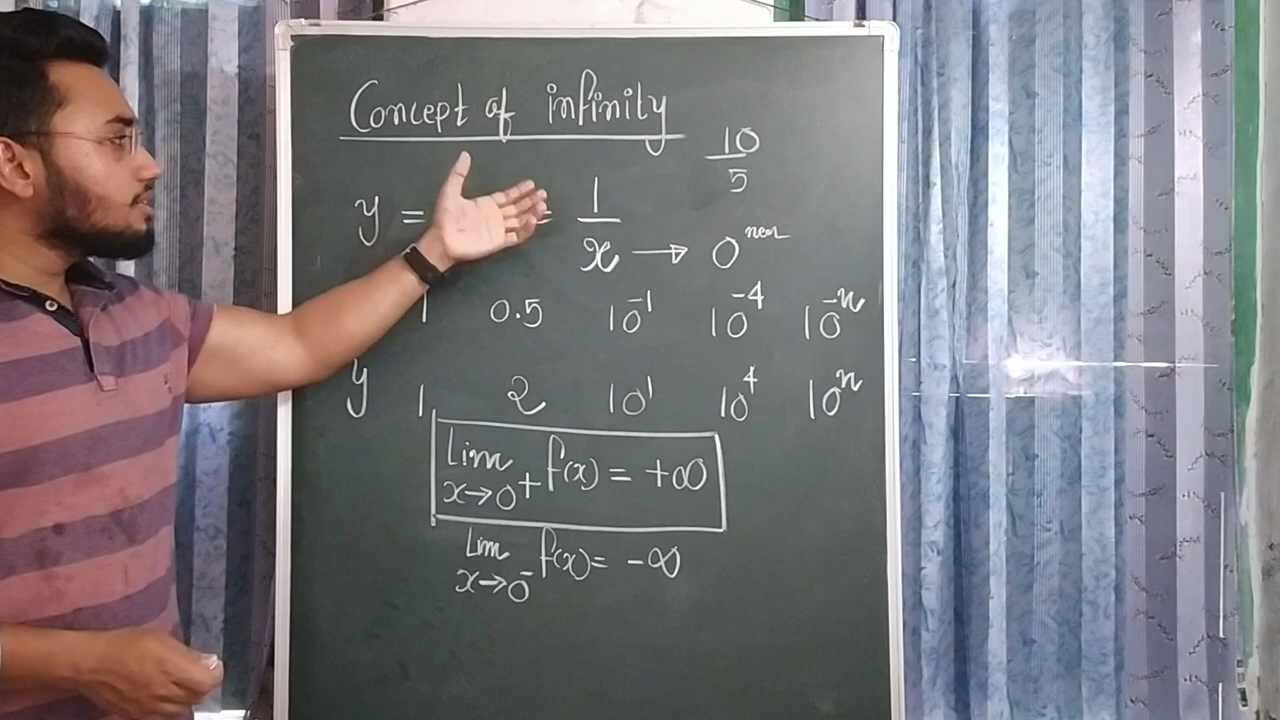 Concept of infinity
10/5
y = = 1/x → 0 near
1 0.5 10⁻¹ 10⁻⁴ 10⁻ⁿ
y 1 2 10¹ 10⁴ 10ⁿ
Lim x→0⁺ f(x) = +∞
Lim x→0⁻ f(x) = -∞